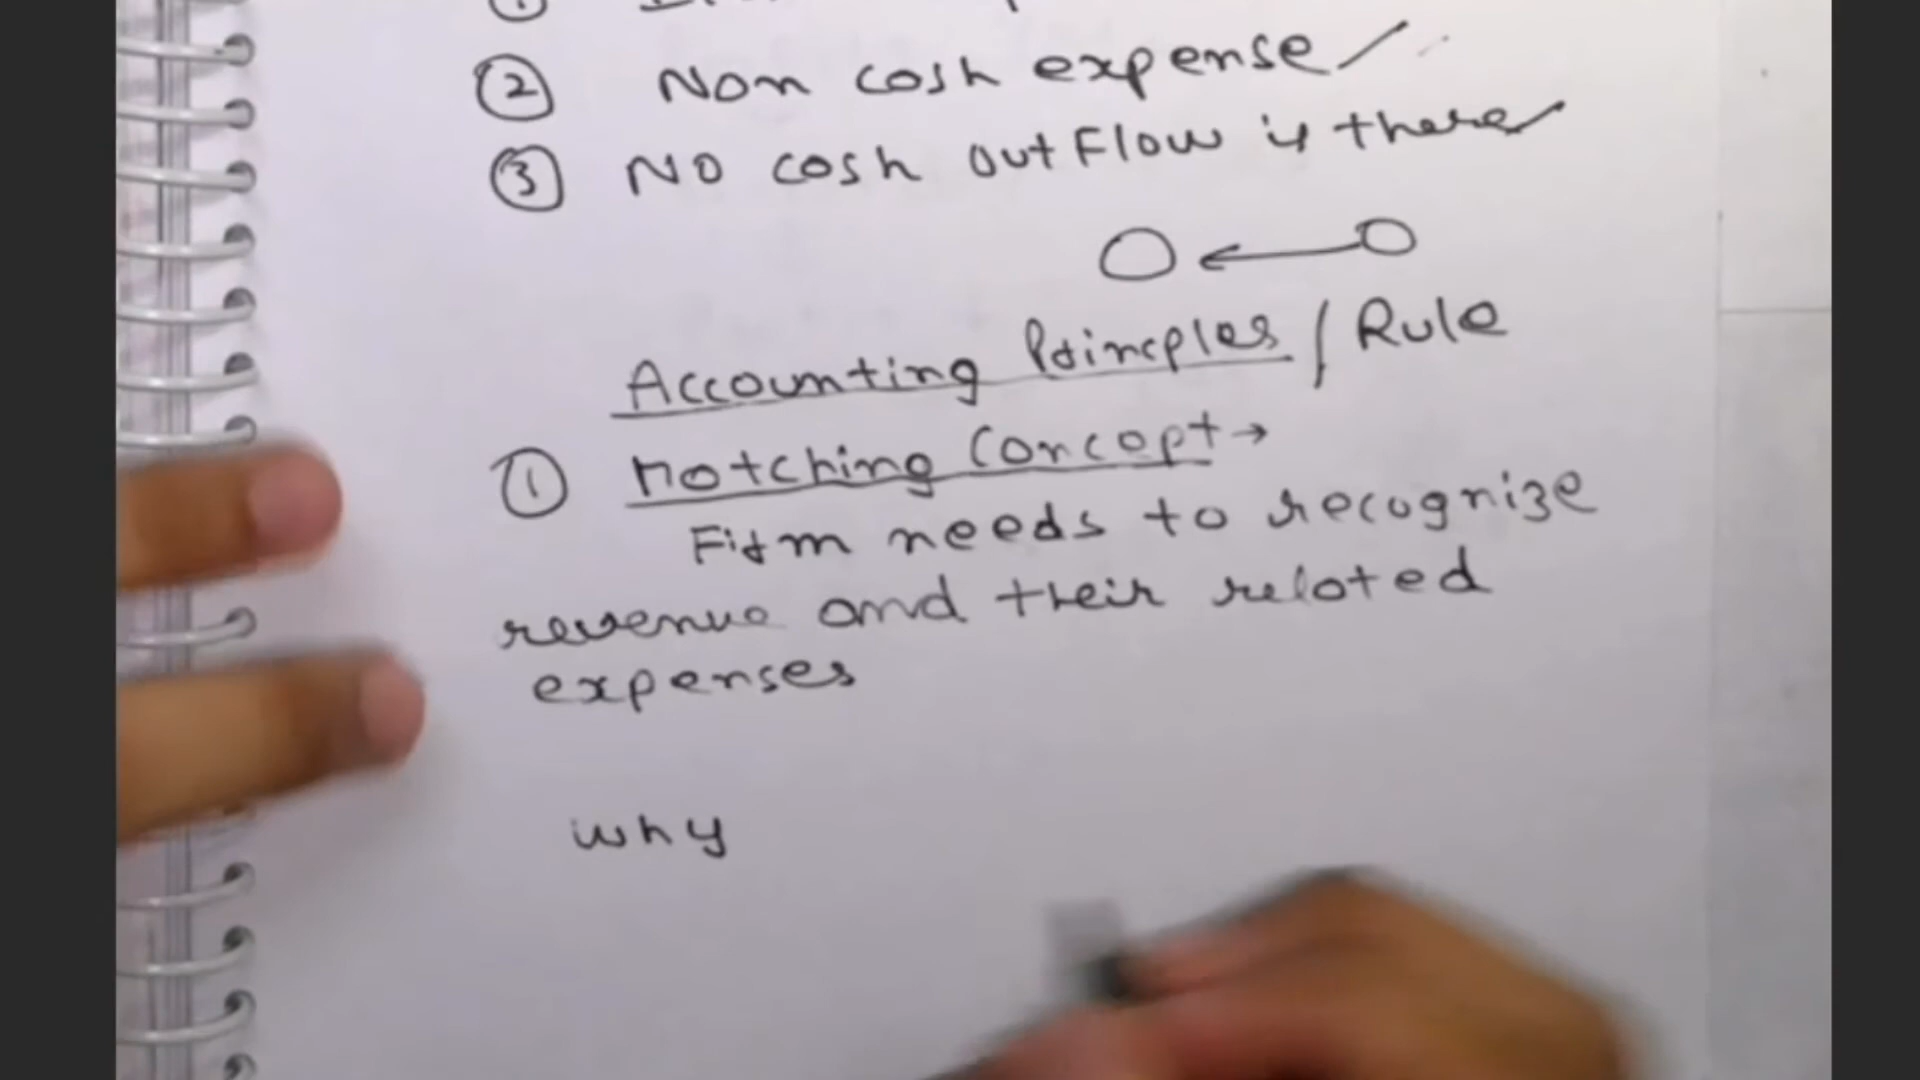 ②  Non cash expense
③  No cash outflow is there
Accounting Princples / Rule
①  Matching Concept →
Firm needs to recognize
revenue and their related
expenses
why